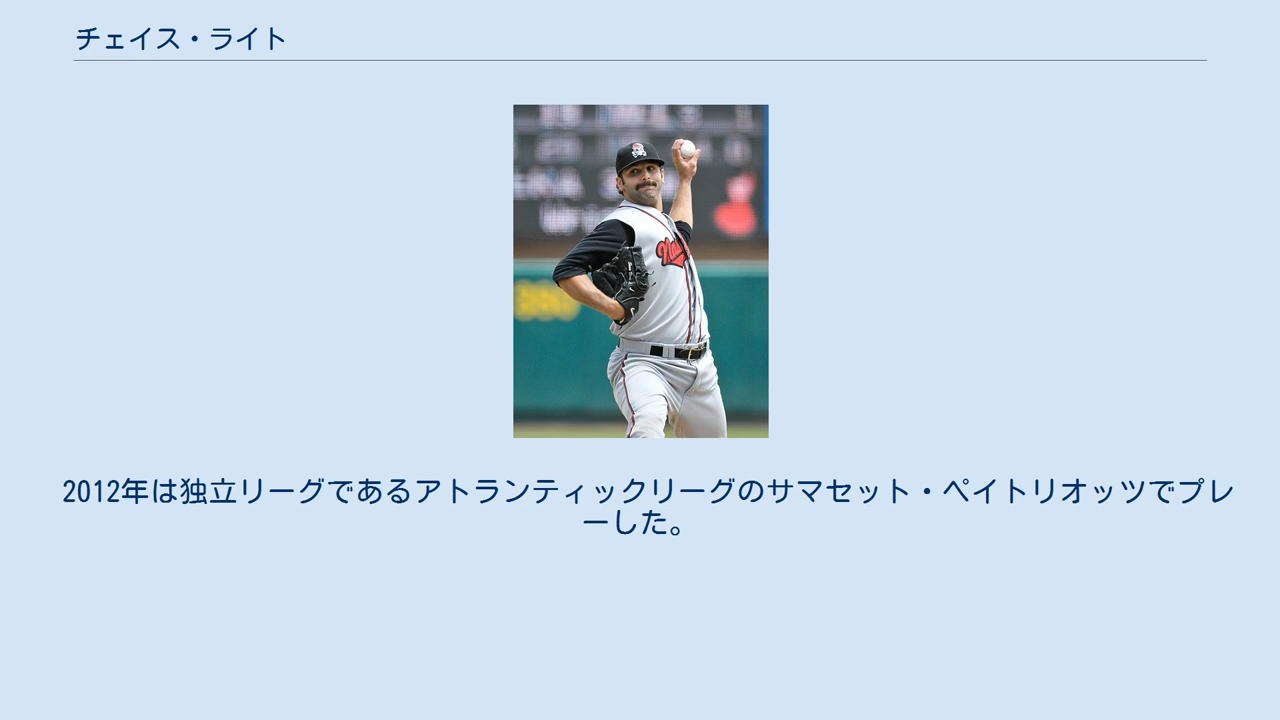 チェイス・ライト
2012年は独立リーグであるアトランティックリーグのサマセット・ペイトリオッツでプレ
ーした。